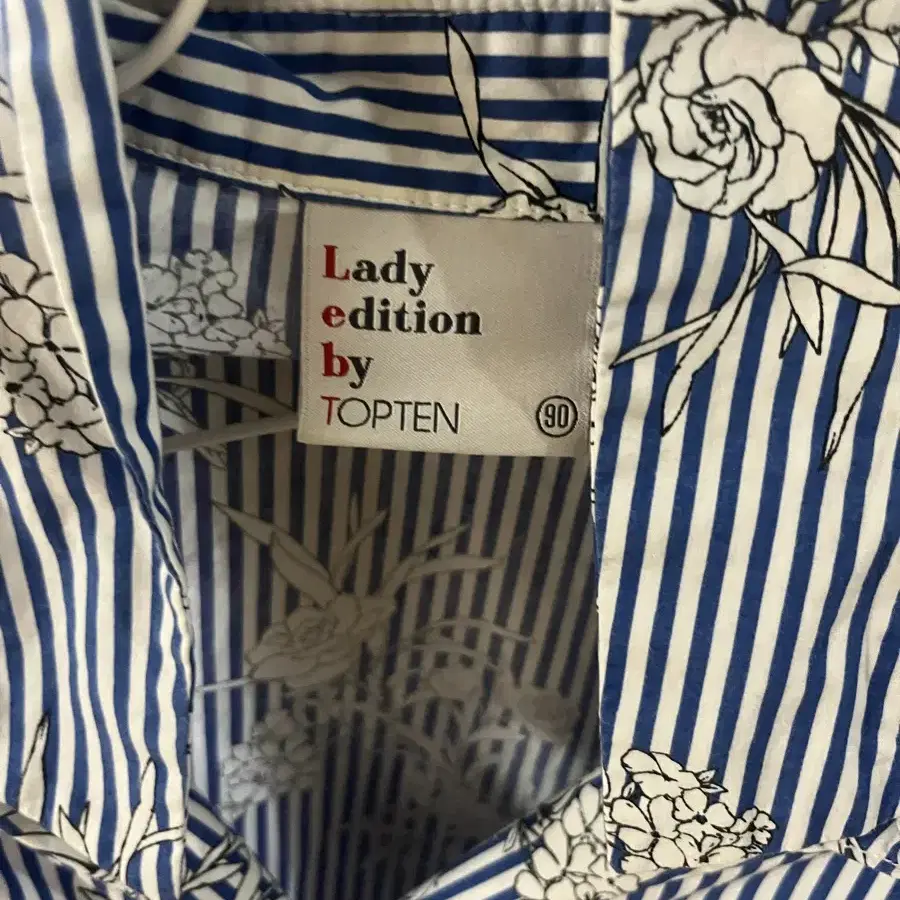 Lady
edition
by
TOPTEN
90